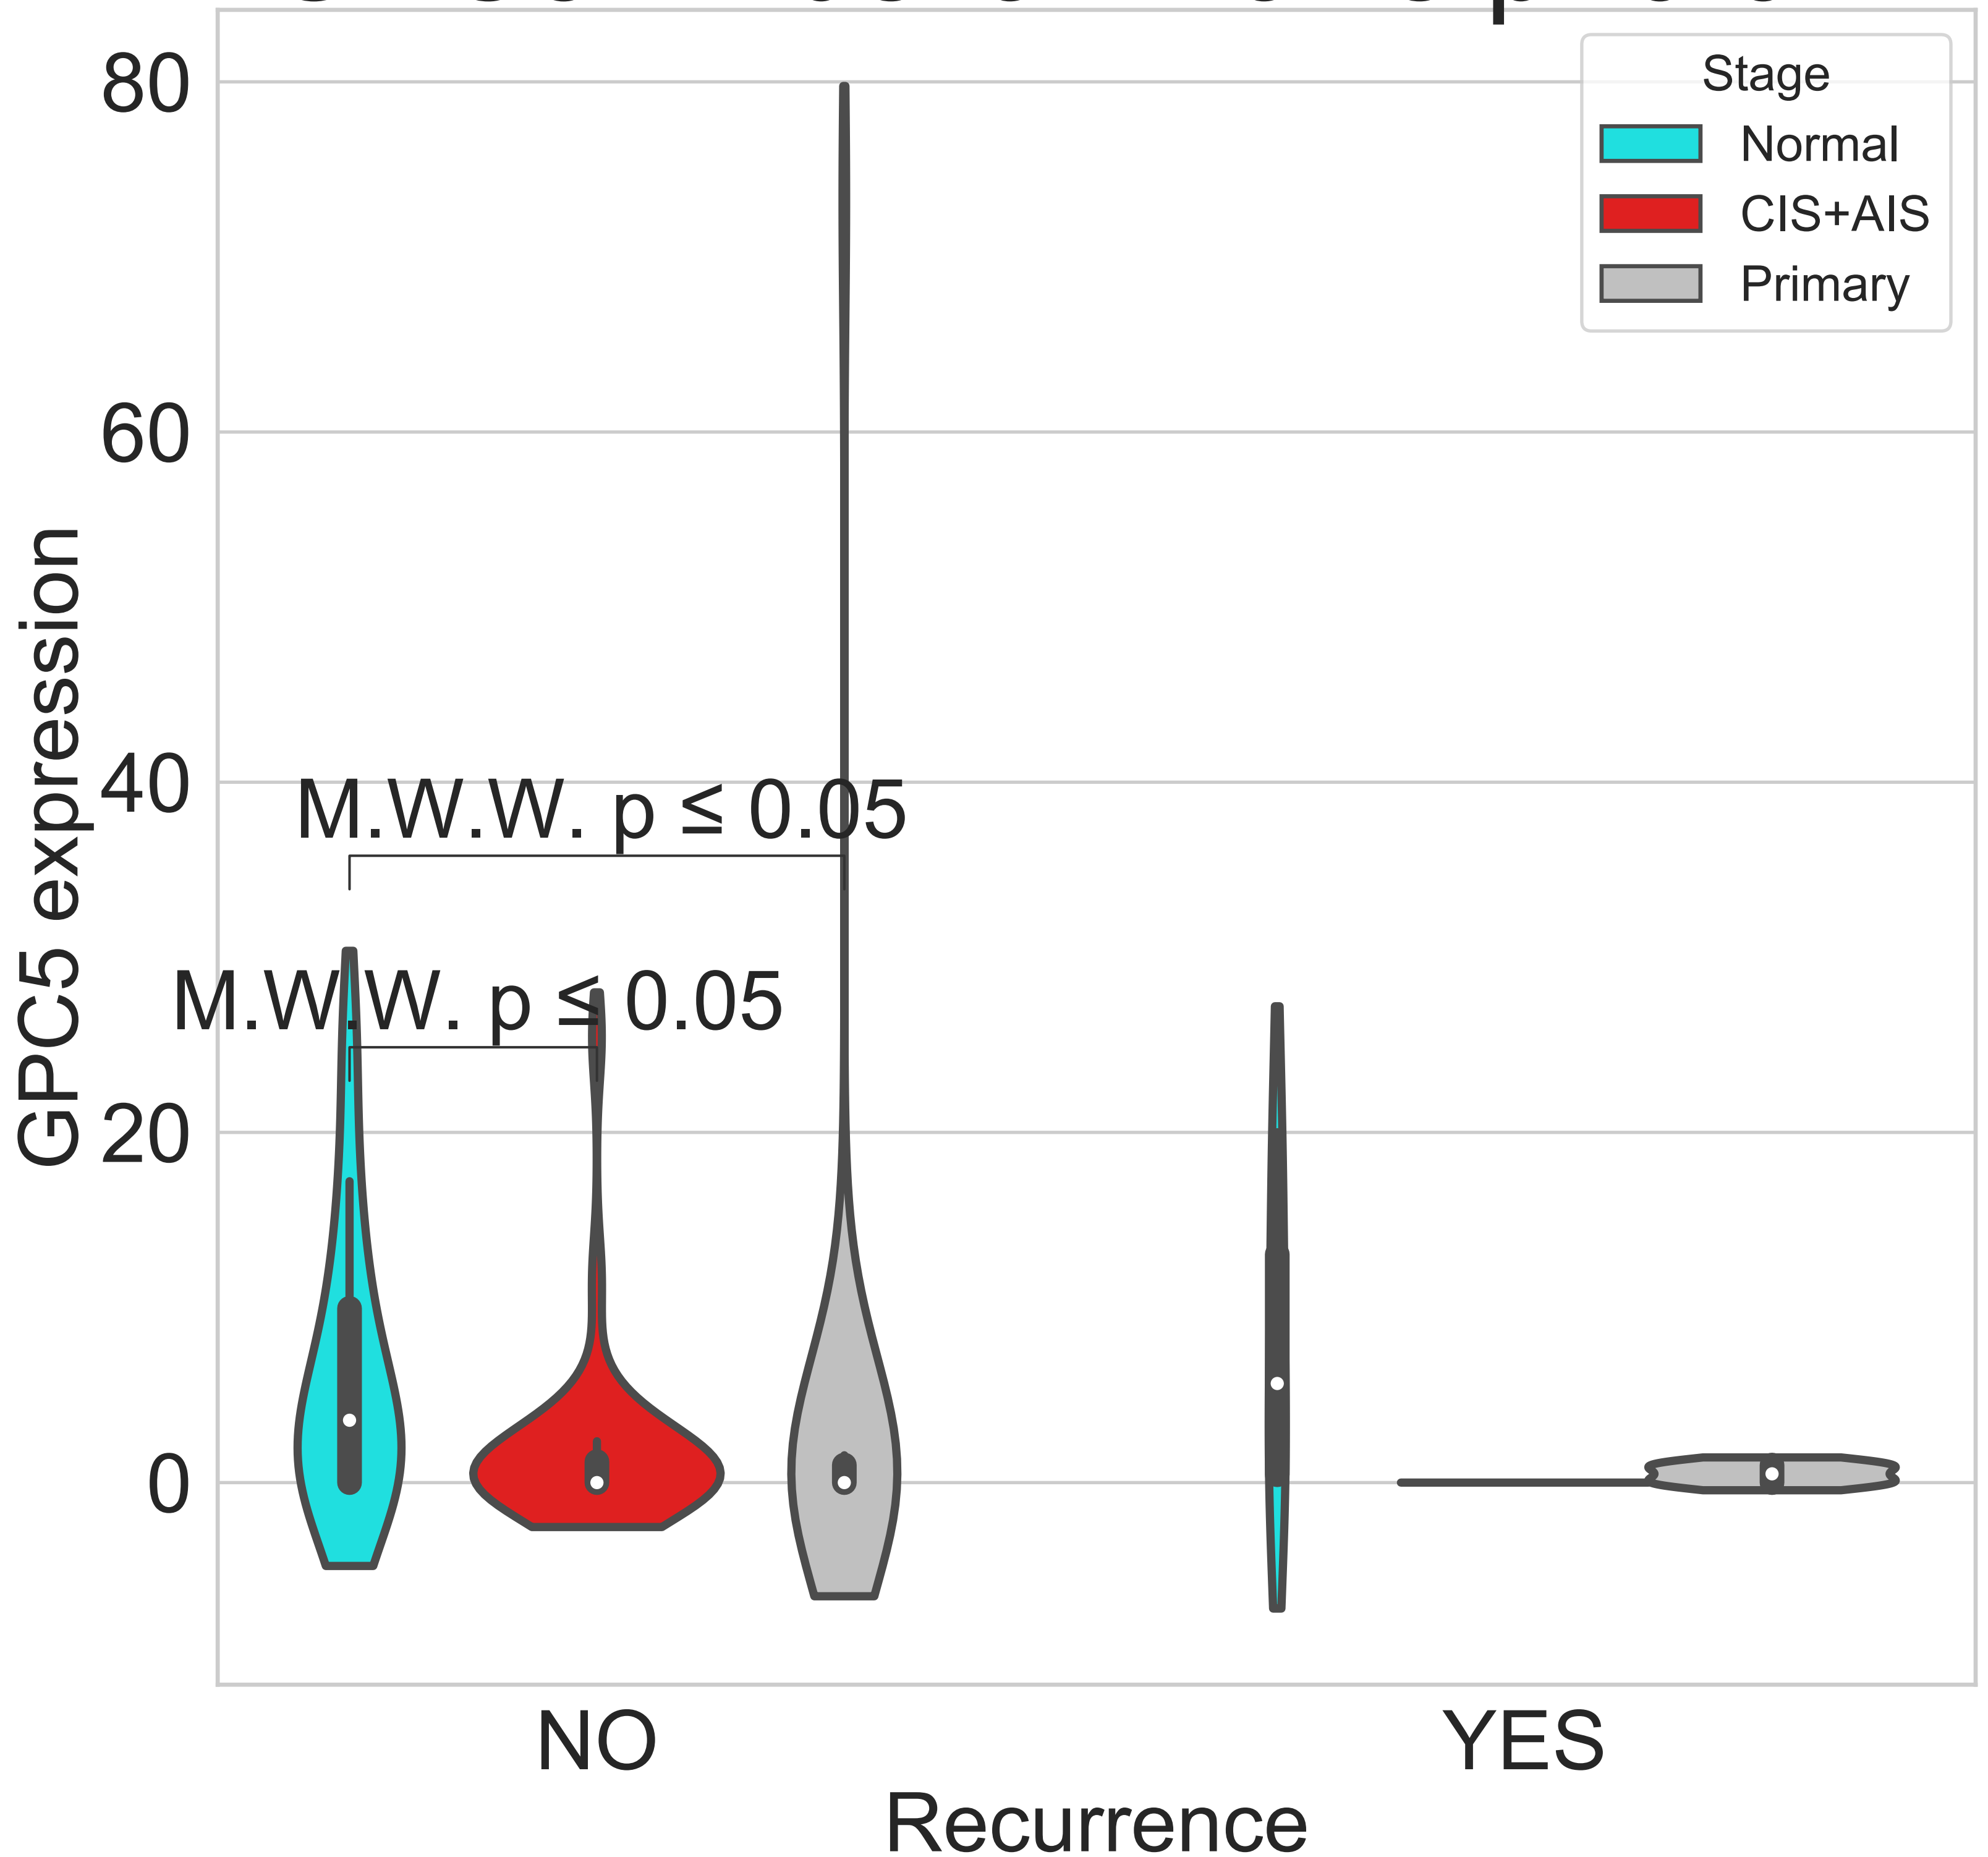 80
60
40
20
0
GPC5 expression
Stage
Normal
CIS+AIS
Primary
M.W.W. p ≤ 0.05
M.W.W. p ≤ 0.05
NO
YES
Recurrence